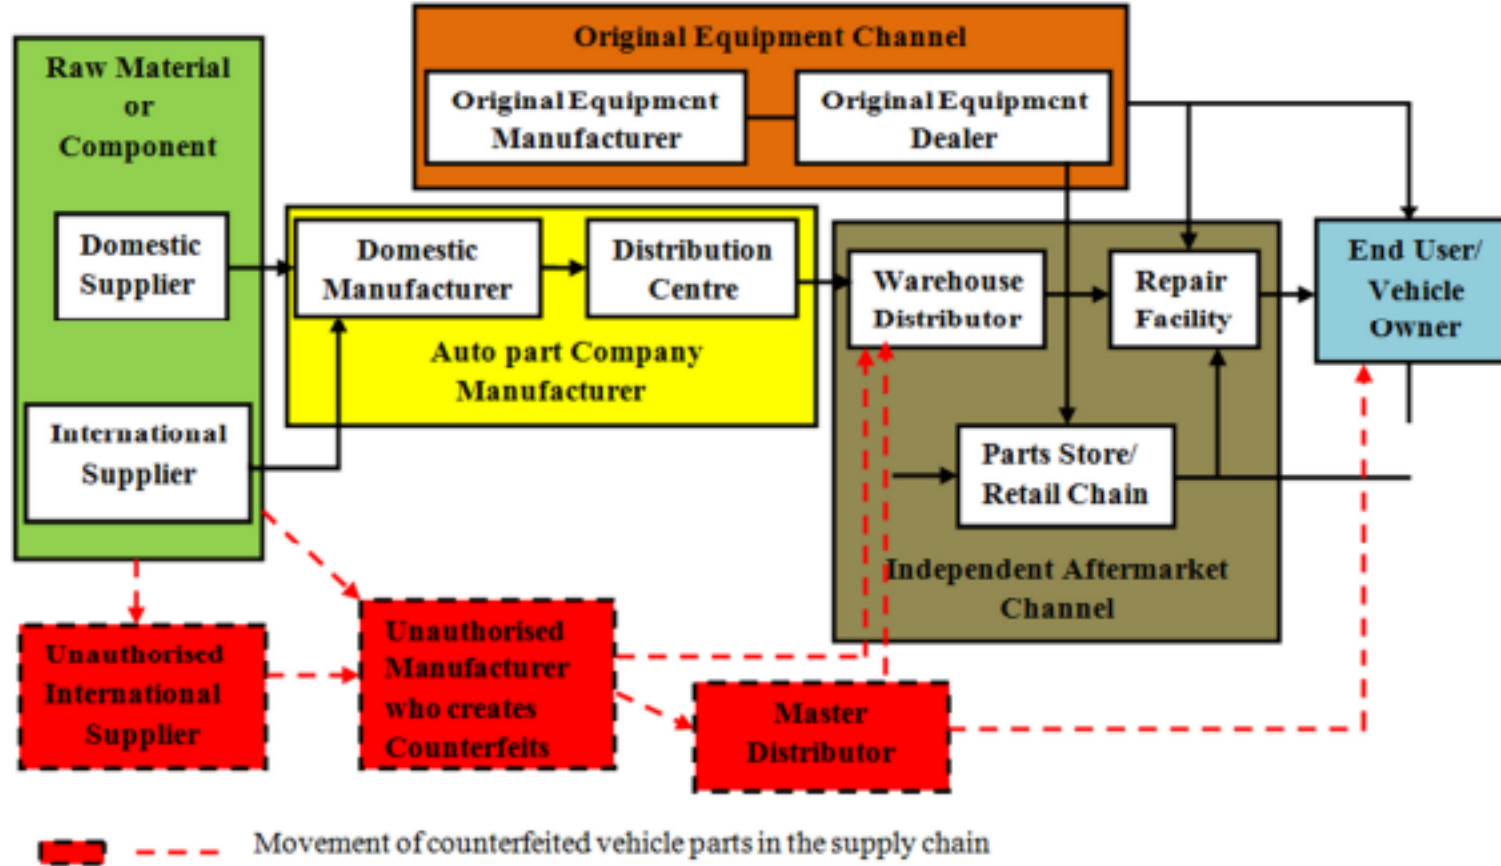 Original Equipment Channel
Original Equipment
Manufacturer
Original Equipment
Dealer
Raw Material
or
Component
Domestic
Supplier
International
Supplier
Domestic
Manufacturer
Distribution
Centre
Auto part Company
Manufacturer
Warehouse
Distributor
Repair
Facility
End User/
Vehicle
Owner
Parts Store/
Retail Chain
Independent Aftermarket
Channel
Unauthorised
International
Supplier
Unauthorised
Manufacturer
who creates
Counterfeits
Master
Distributor
Movement of counterfeited vehicle parts in the supply chain